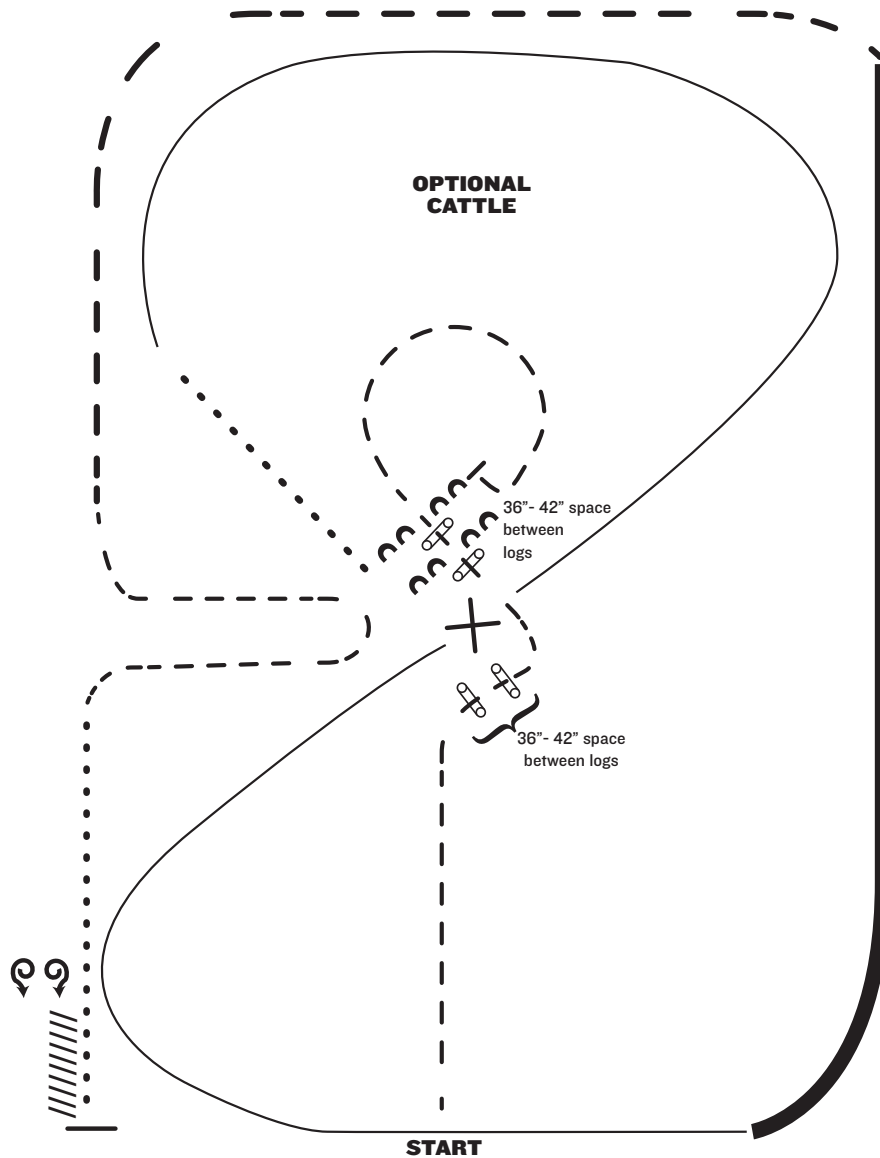 OPTIONAL
CATTLE
36”- 42” space
between
logs
36”- 42” space
between logs
START